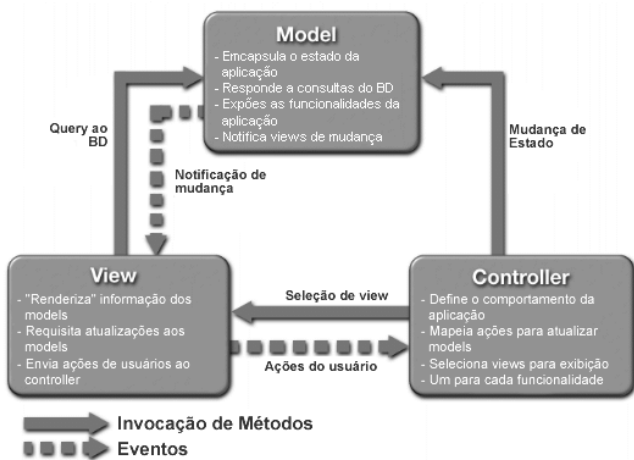 Model
- Emcapsula o estado da
aplicação
- Responde a consultas do BD
- Expões as funcionalidades da
aplicação
- Notifica views de mudança
Query ao
BD
Mudança de
Estado
Notificação de
mudança
View
- "Renderiza" informação dos
models
- Requisita atualizações aos
models
- Envia ações de usuários ao
controller
Seleção de view
Ações do usuário
Controller
- Define o comportamento da
aplicação
- Mapeia ações para atualizar
models
- Seleciona views para exibição
- Um para cada funcionalidade
Invocação de Métodos
Eventos